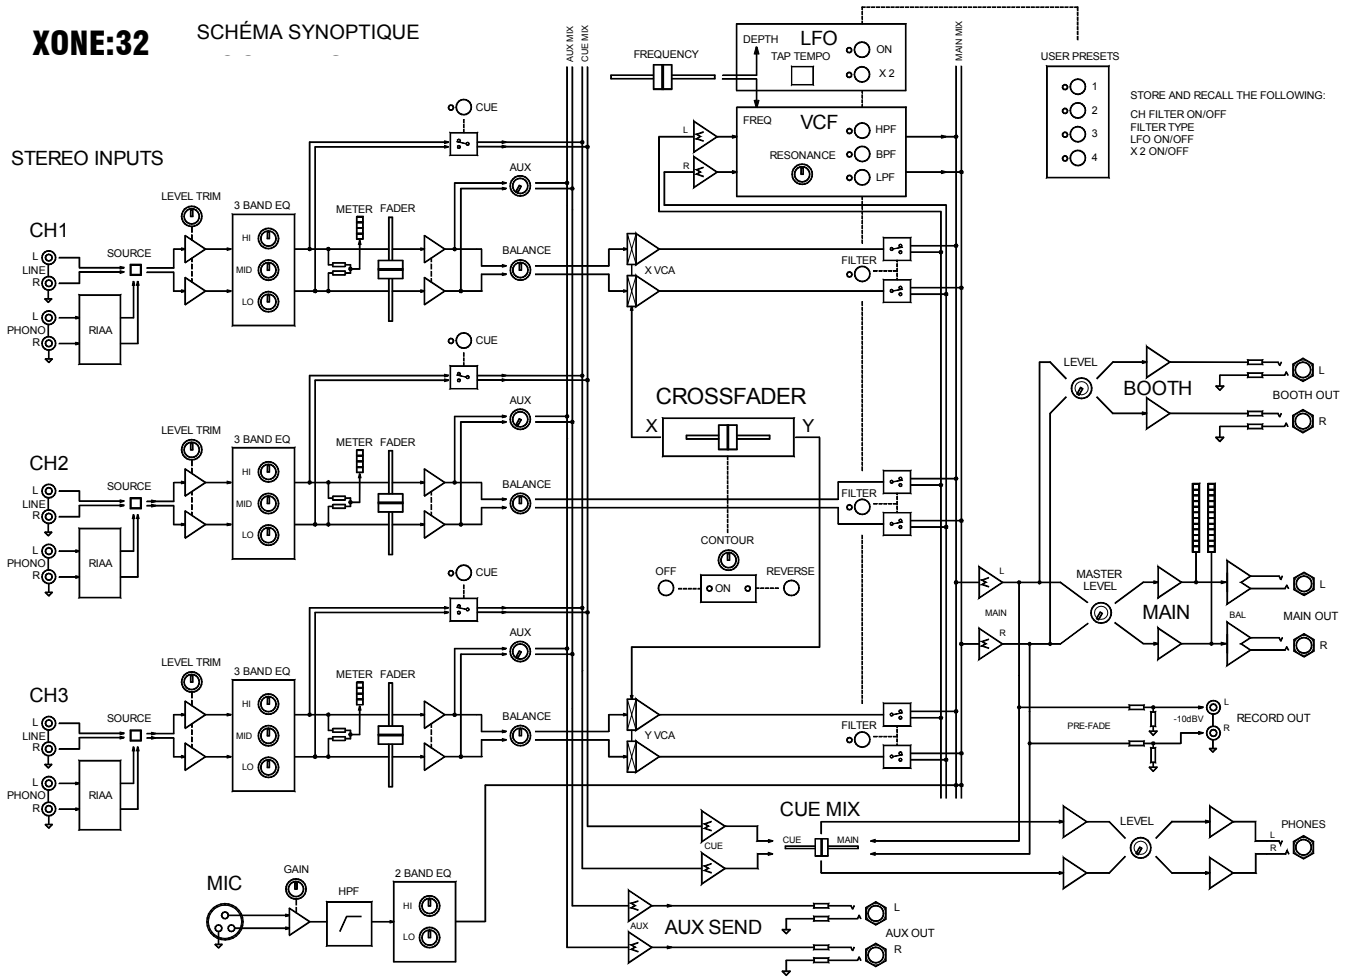 XONE:32
SCHÉMA SYNOPTIQUE
STEREO INPUTS
AUX MIX
CUE MIX
MAIN MIX
FREQUENCY
DEPTH
LFO
TAP TEMPO
ON
X 2
FREQ
VCF
RESONANCE
HPF
BPF
LPF
L
R
USER PRESETS
1
2
3
4
STORE AND RECALL THE FOLLOWING:
CH FILTER ON/OFF
FILTER TYPE
LFO ON/OFF
X 2 ON/OFF
CH1
L
LINE
R
L
PHONO
R
RIAA
SOURCE
LEVEL TRIM
3 BAND EQ
HI
MID
LO
METER
FADER
CUE
AUX
BALANCE
X VCA
FILTER
CH2
L
LINE
R
L
PHONO
R
RIAA
SOURCE
LEVEL TRIM
3 BAND EQ
HI
MID
LO
METER
FADER
CUE
AUX
BALANCE
FILTER
CROSSFADER
X
Y
CONTOUR
OFF
ON
REVERSE
CH3
L
LINE
R
L
PHONO
R
RIAA
SOURCE
LEVEL TRIM
3 BAND EQ
HI
MID
LO
METER
FADER
CUE
AUX
BALANCE
Y VCA
FILTER
LEVEL
BOOTH
L
BOOTH OUT
R
L
MAIN
R
MASTER
LEVEL
MAIN
BAL
L
MAIN OUT
R
PRE-FADE
-10dBV
L
R
RECORD OUT
CUE MIX
CUE
CUE
MAIN
LEVEL
PHONES
L
R
MIC
GAIN
HPF
2 BAND EQ
HI
LO
AUX
AUX SEND
L
AUX OUT
R